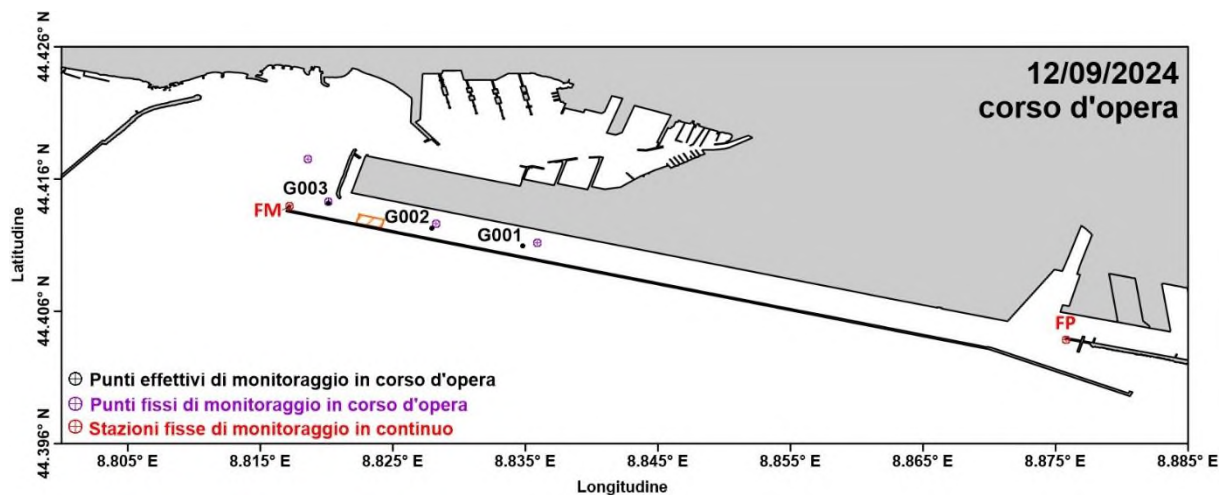 44.426° N
12/09/2024
corso d'opera
44.416° N
G003
FM
G002
G001
Latitudine
44.406° N
FP
Punti effettivi di monitoraggio in corso d'opera
Punti fissi di monitoraggio in corso d'opera
Stazioni fisse di monitoraggio in continuo
44.396° N
8.805° E 8.815° E 8.825° E 8.835° E 8.845° E 8.855° E 8.865° E 8.875° E 8.885° E
Longitudine